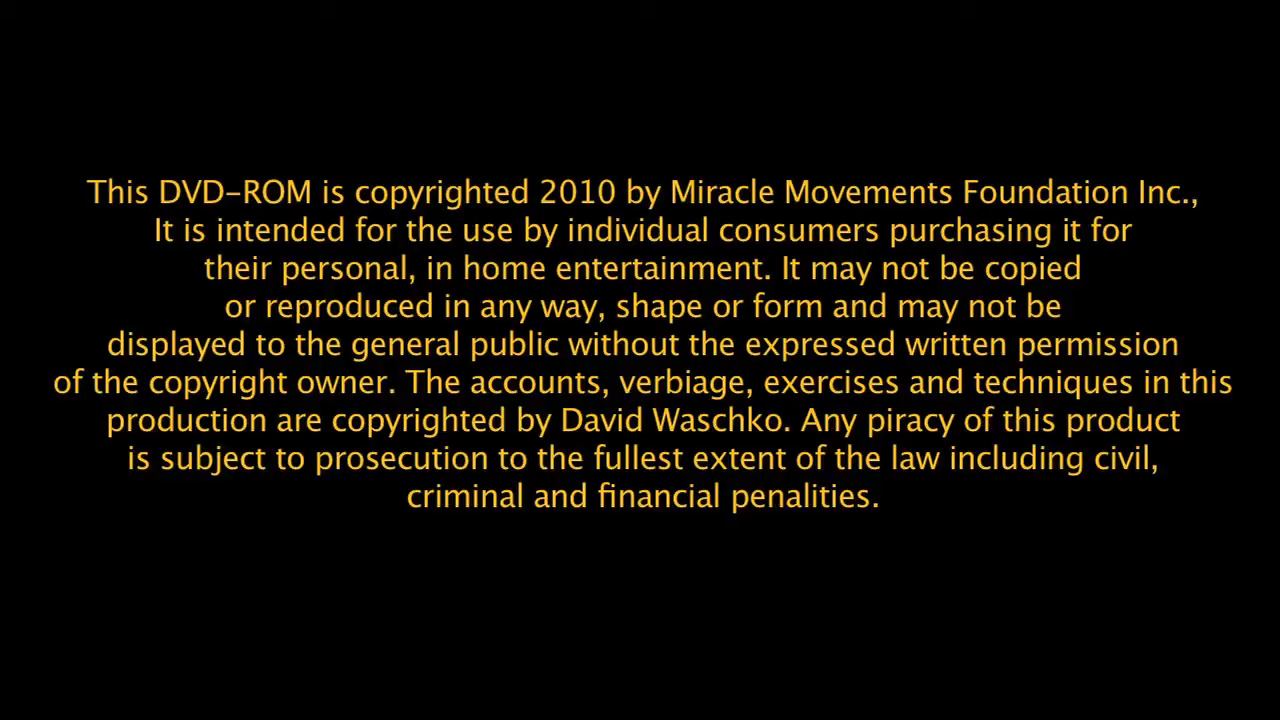 This DVD-ROM is copyrighted 2010 by Miracle Movements Foundation Inc.,
It is intended for the use by individual consumers purchasing it for
their personal, in home entertainment. It may not be copied
or reproduced in any way, shape or form and may not be
displayed to the general public without the expressed written permission
of the copyright owner. The accounts, verbiage, exercises and techniques in this
production are copyrighted by David Waschko. Any piracy of this product
is subject to prosecution to the fullest extent of the law including civil,
criminal and financial penalities.